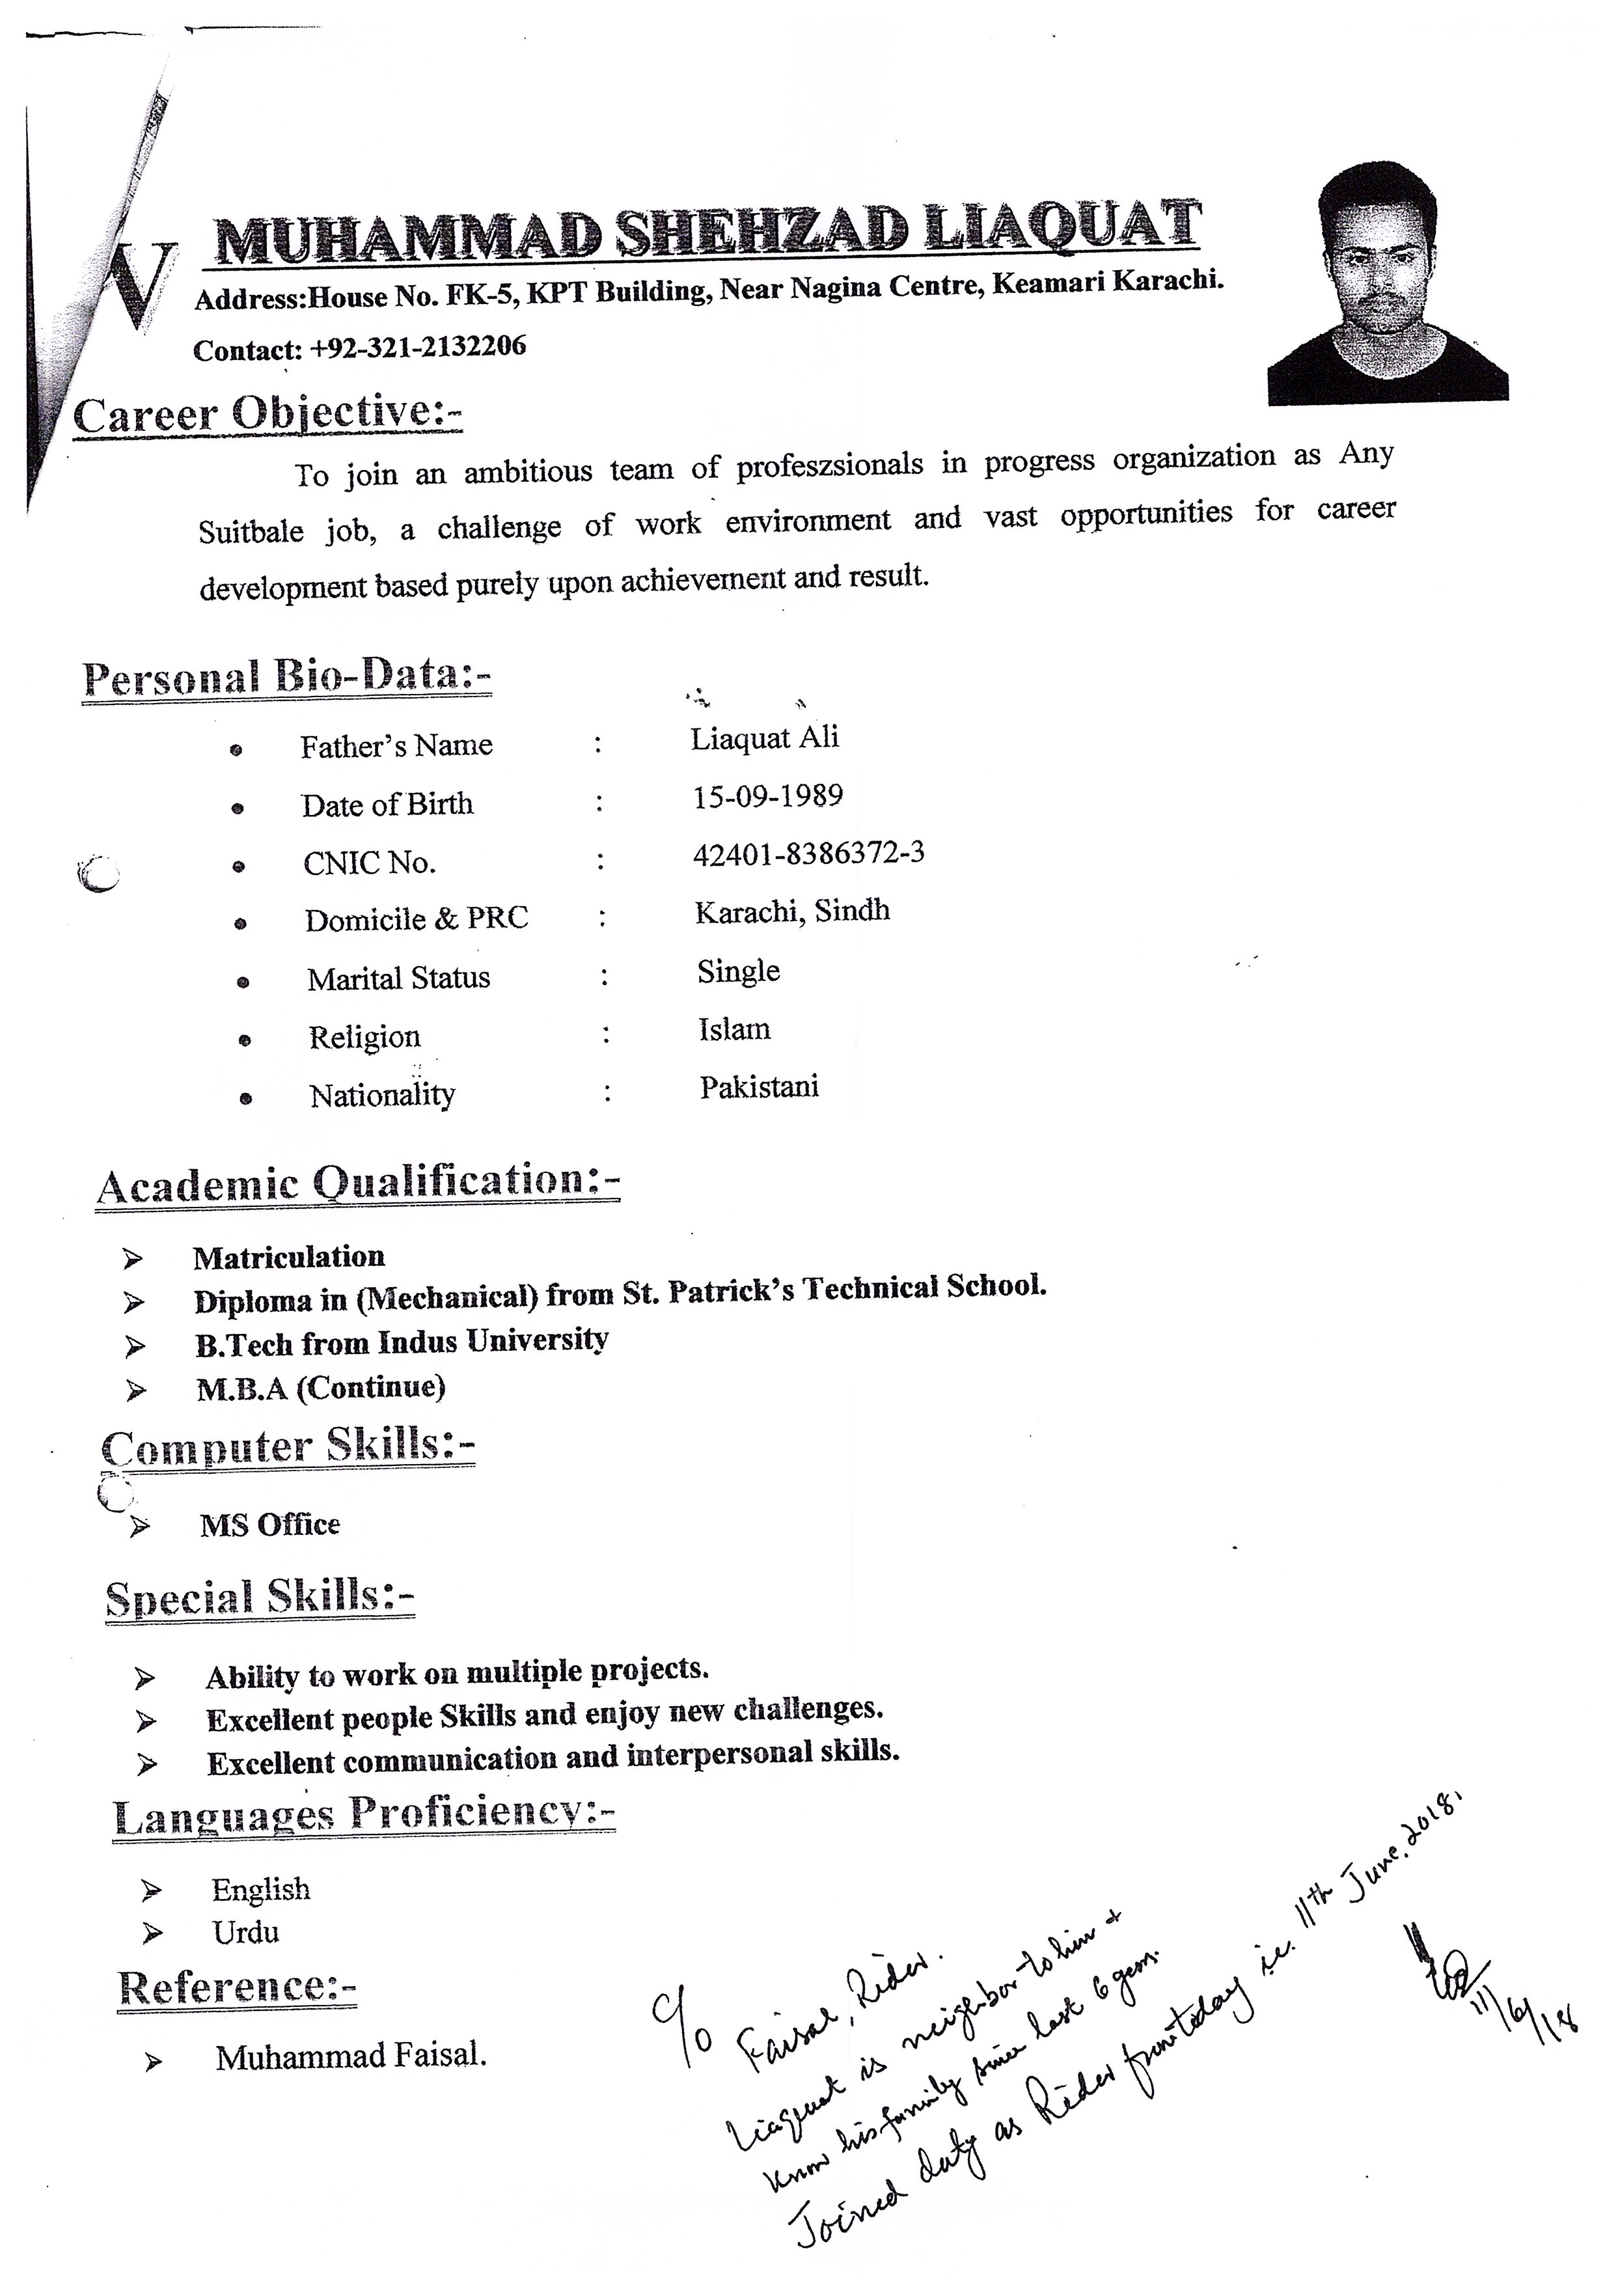 V
MUHAMMAD SHEHZAD LIAQUAT
Address:House No. FK-5, KPT Building, Near Nagina Centre, Keamari Karachi.
Contact: +92-321-2132206
Career Objective:-
To join an ambitious team of profeszsionals in progress organization as Any
Suitbale job, a challenge of work environment and vast opportunities for career
development based purely upon achievement and result.
Personal Bio-Data:-
• Father's Name : Liaquat Ali
• Date of Birth : 15-09-1989
• CNIC No. : 42401-8386372-3
• Domicile & PRC : Karachi, Sindh
• Marital Status : Single
• Religion : Islam
• Nationality : Pakistani
Academic Qualification:-
➢ Matriculation
➢ Diploma in (Mechanical) from St. Patrick's Technical School.
➢ B.Tech from Indus University
➢ M.B.A (Continue)
Computer Skills:-
➢ MS Office
Special Skills:-
➢ Ability to work on multiple projects.
➢ Excellent people Skills and enjoy new challenges.
➢ Excellent communication and interpersonal skills.
Languages Proficiency:-
➢ English
➢ Urdu
Reference:-
➢ Muhammad Faisal.
c/o Faisal, Rider.
Liaquat is neighbor to him &
know his family since last 6 years.
Joined duty as Rider from today i.e. 11th June, 2018.
11/6/18